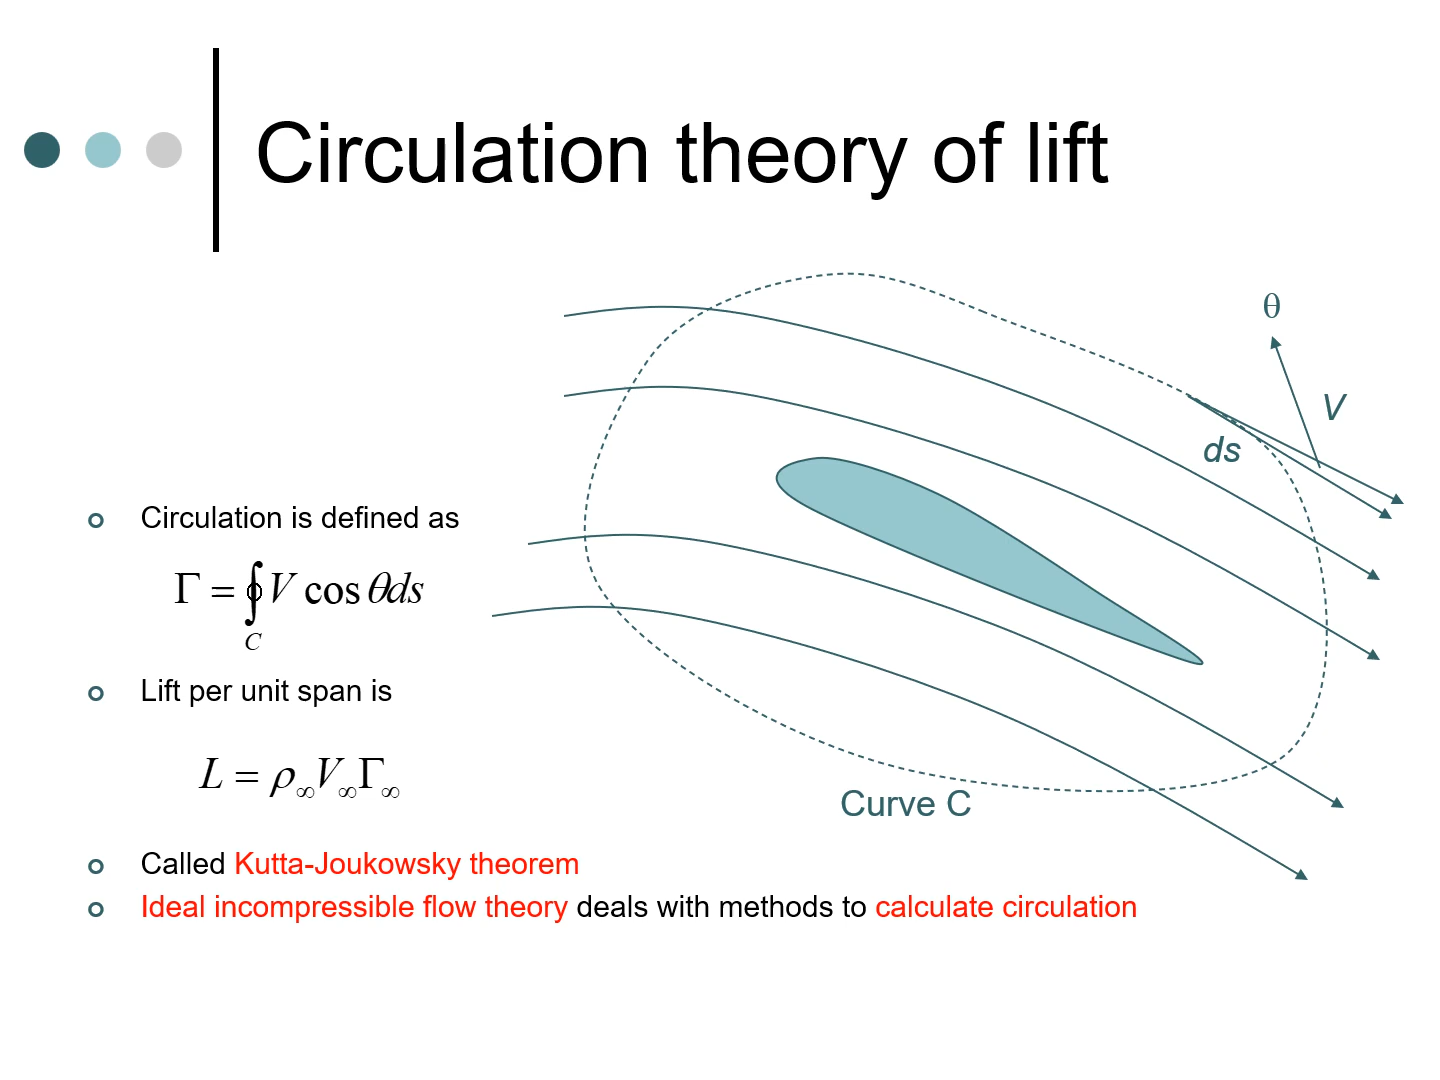 Circulation theory of lift
θ
V
ds
Circulation is defined as
Γ = ∮ V cos θds
C
Lift per unit span is
L = ρ∞V∞Γ∞
Curve C
Called Kutta-Joukowsky theorem
Ideal incompressible flow theory deals with methods to calculate circulation